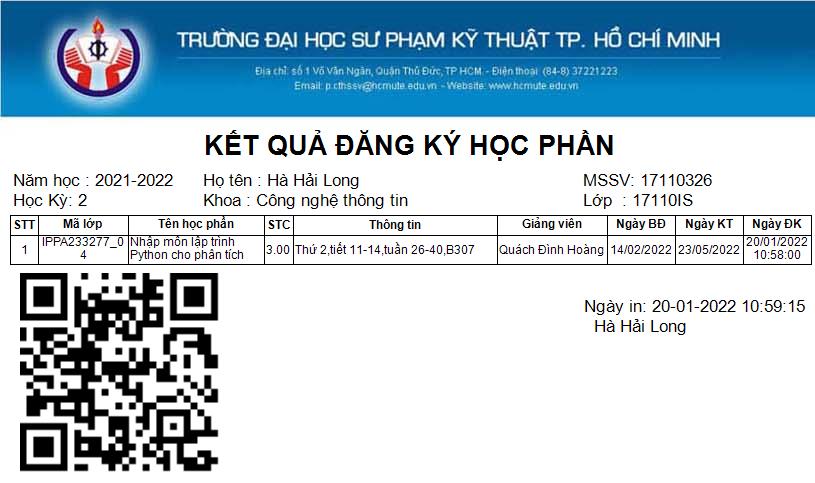 TRƯỜNG ĐẠI HỌC SƯ PHẠM KỸ THUẬT TP. HỒ CHÍ MINH
Địa chỉ: số 1 Võ Văn Ngân, Quận Thủ Đức, TP HCM. - Điện thoại: (84-8) 37221223
Email: p.cthssv@hcmute.edu.vn - Website: www.hcmute.edu.vn
KẾT QUẢ ĐĂNG KÝ HỌC PHẦN
Năm học : 2021-2022 Họ tên : Hà Hải Long MSSV: 17110326
Học Kỳ: 2 Khoa : Công nghệ thông tin Lớp : 17110IS
STT Mã lớp Tên học phần STC Thông tin Giảng viên Ngày BĐ Ngày KT Ngày ĐK
1 IPPA233277_04 Nhập môn lập trình Python cho phân tích 3.00 Thứ 2,tiết 11-14,tuần 26-40,B307 Quách Đình Hoàng 14/02/2022 23/05/2022 20/01/2022 10:58:00
Ngày in: 20-01-2022 10:59:15
Hà Hải Long